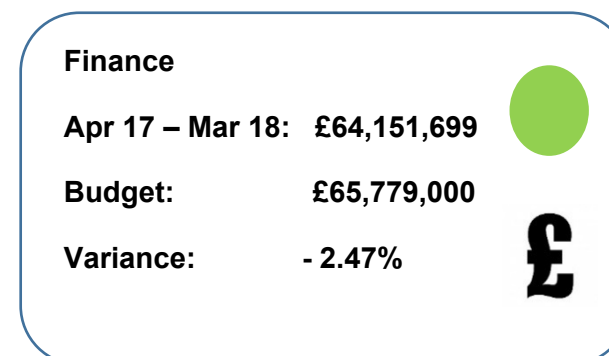 Finance
Apr 17 – Mar 18: £64,151,699
Budget: £65,779,000
Variance: - 2.47%
£